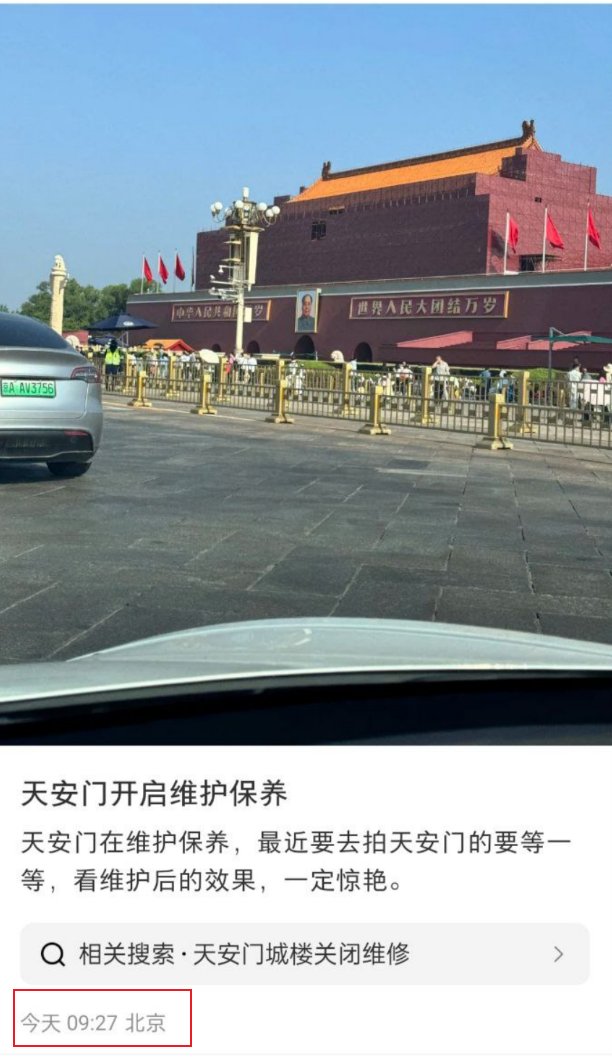 中华人民共和国万岁
世界人民大团结万岁
A AV3756
天安门开启维护保养
天安门在维护保养，最近要去拍天安门的要等一
等，看维护后的效果，一定惊艳。
相关搜索·天安门城楼关闭维修
今天 09:27 北京